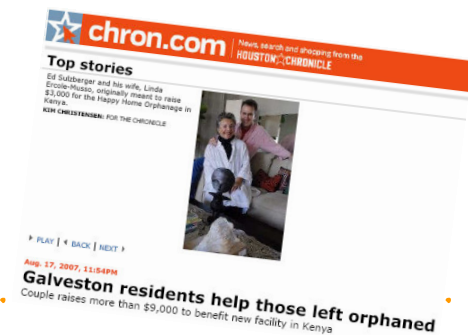 chron.com
News, search and shopping from the
HOUSTON CHRONICLE
Top stories
Ed Sulzberger and his wife, Linda
Ercole-Musso, originally meant to raise
$3,000 for the Happy Home Orphanage in
Kenya.
KIM CHRISTENSEN: FOR THE CHRONICLE
PLAY | BACK | NEXT
Aug. 17, 2007, 11:54PM
Galveston residents help those left orphaned
Couple raises more than $9,000 to benefit new facility in Kenya